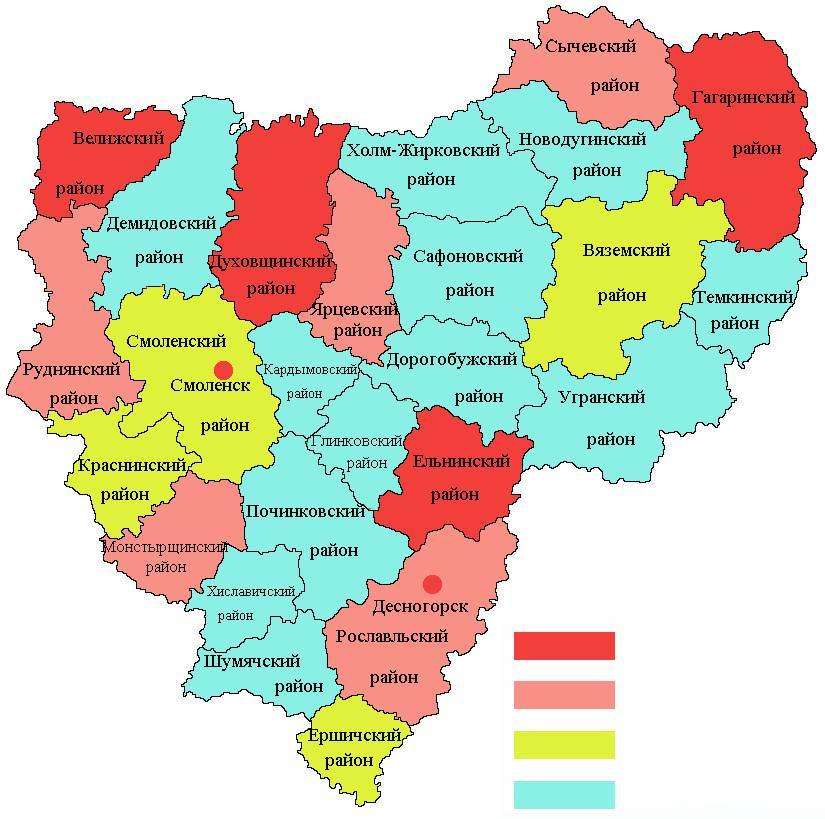 Сычевский
район
Гагаринский
район
Велижский
район
Холм-Жирковский
район
Новодугинский
район
Демидовский
район
Духовщинский
район
Сафоновский
район
Вяземский
район
Темкинский
район
Ярцевский
район
Смоленский
Смоленск
район
Руднянский
район
Кардымовский
район
Дорогобужский
район
Угранский
район
Глинковский
район
Ельнинский
район
Краснинский
район
Починковский
район
Монстырщинский
район
Хиславичский
район
Десногорск
Рославльский
район
Шумячский
район
Ершичский
район